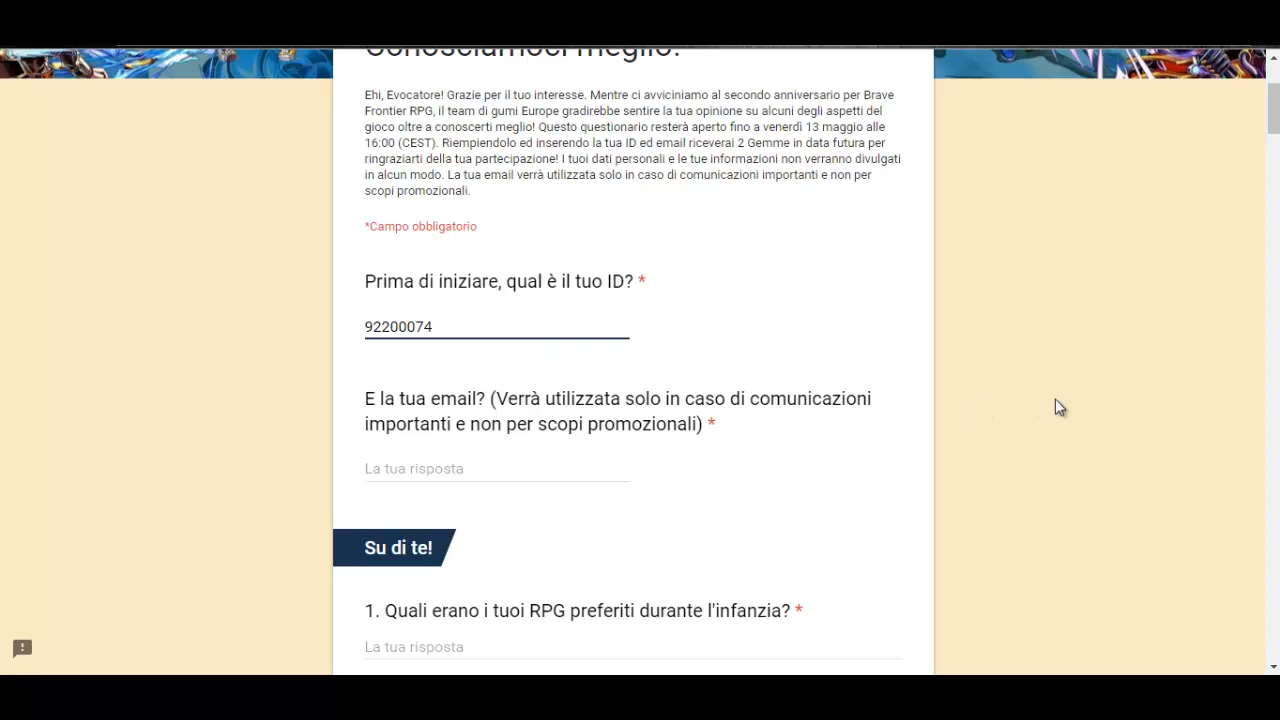 Conosciamoci meglio!
Ehi, Evocatore! Grazie per il tuo interesse. Mentre ci avviciniamo al secondo anniversario per Brave
Frontier RPG, il team di gumi Europe gradirebbe sentire la tua opinione su alcuni degli aspetti del
gioco oltre a conoscerti meglio! Questo questionario resterà aperto fino a venerdì 13 maggio alle
16:00 (CEST). Riempiendolo ed inserendo la tua ID ed email riceverai 2 Gemme in data futura per
ringraziarti della tua partecipazione! I tuoi dati personali e le tue informazioni non verranno divulgati
in alcun modo. La tua email verrà utilizzata solo in caso di comunicazioni importanti e non per
scopi promozionali.
*Campo obbligatorio
Prima di iniziare, qual è il tuo ID? *
92200074
E la tua email? (Verrà utilizzata solo in caso di comunicazioni
importanti e non per scopi promozionali) *
La tua risposta
Su di te!
1. Quali erano i tuoi RPG preferiti durante l'infanzia? *
La tua risposta